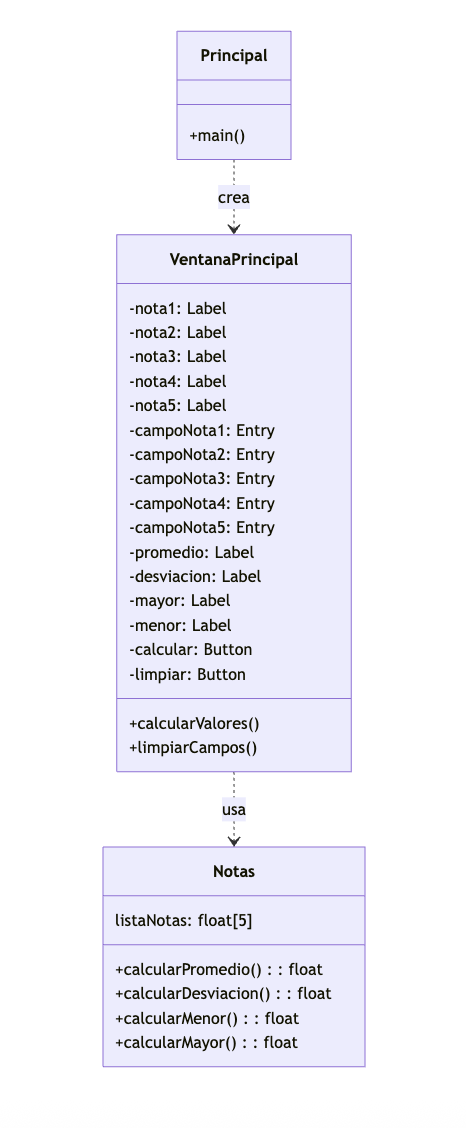 Principal
+main()
crea
VentanaPrincipal
-nota1: Label
-nota2: Label
-nota3: Label
-nota4: Label
-nota5: Label
-campoNota1: Entry
-campoNota2: Entry
-campoNota3: Entry
-campoNota4: Entry
-campoNota5: Entry
-promedio: Label
-desviacion: Label
-mayor: Label
-menor: Label
-calcular: Button
-limpiar: Button
+calcularValores()
+limpiarCampos()
usa
Notas
listaNotas: float[5]
+calcularPromedio() : : float
+calcularDesviacion() : : float
+calcularMenor() : : float
+calcularMayor() : : float